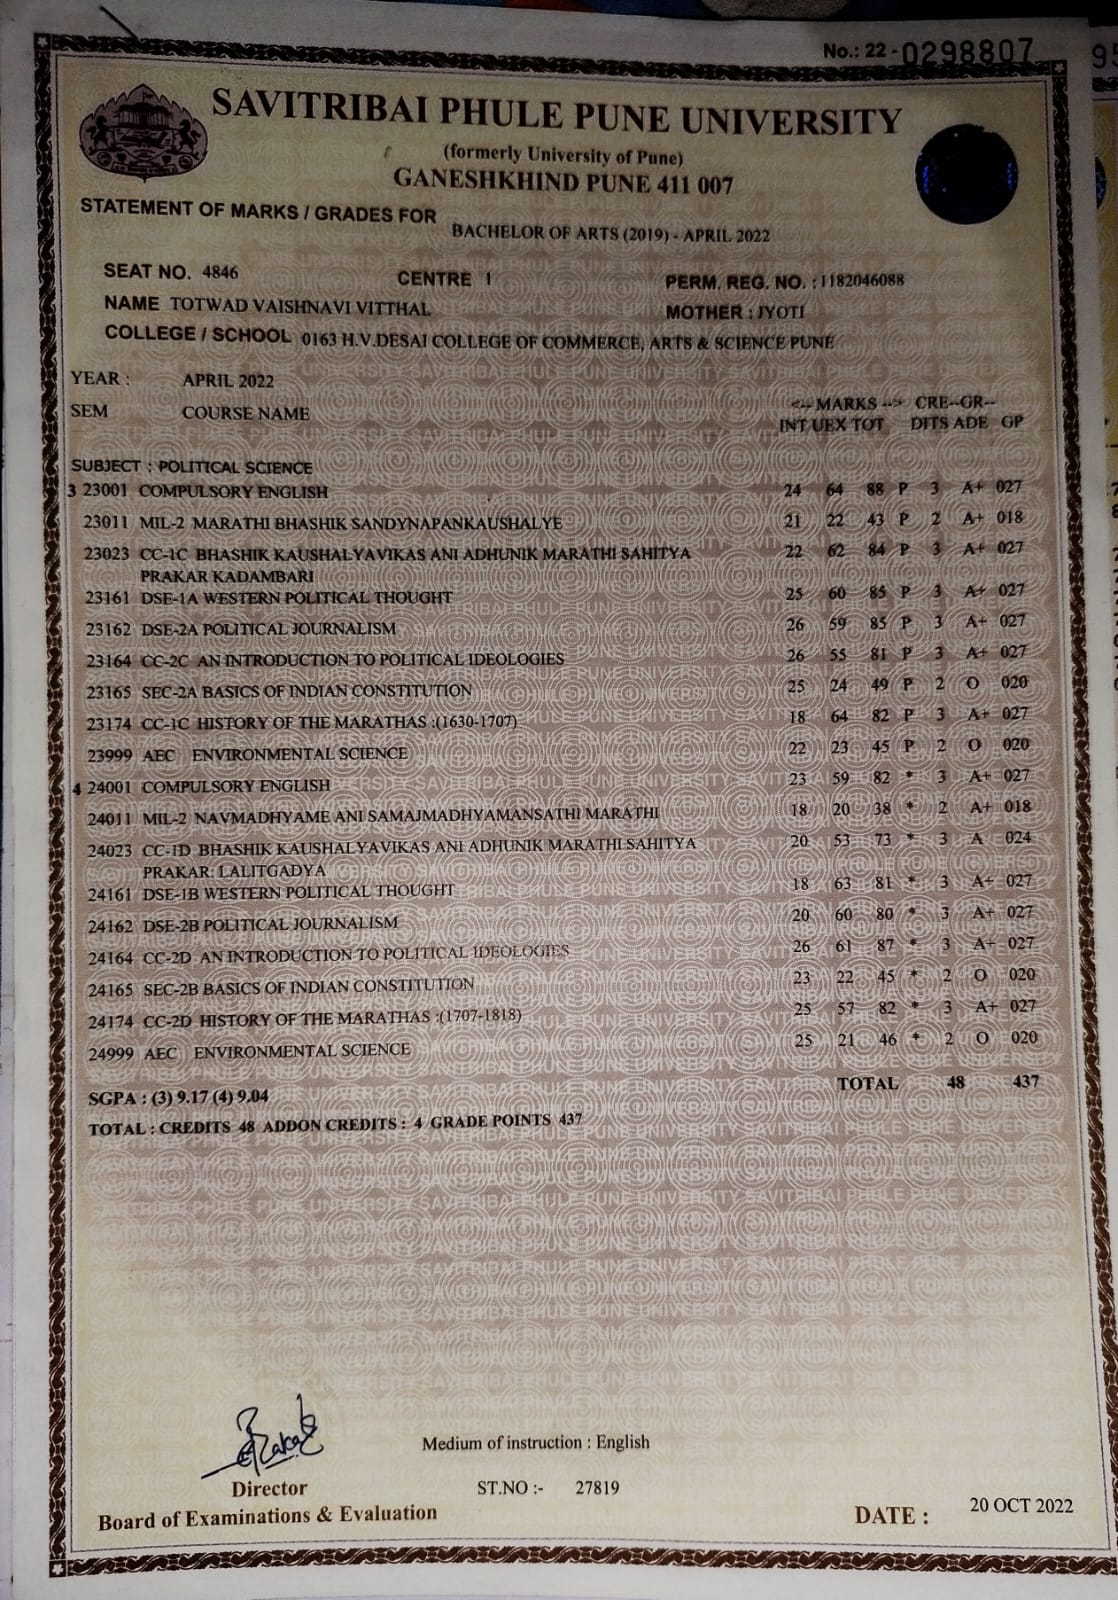 No.: 22 - 0298807
SAVITRIBAI PHULE PUNE UNIVERSITY
(formerly University of Pune)
GANESHKHIND PUNE 411 007
STATEMENT OF MARKS / GRADES FOR
BACHELOR OF ARTS (2019) - APRIL 2022
SEAT NO. 4846 CENTRE 1 PERM. REG. NO. : 1182046088
NAME TOTWAD VAISHNAVI VITTHAL MOTHER : JYOTI
COLLEGE / SCHOOL 0163 H.V.DESAI COLLEGE OF COMMERCE, ARTS & SCIENCE PUNE
YEAR : APRIL 2022
<-- MARKS --> CRE--GR--
SEM COURSE NAME INT UEX TOT DITS ADE GP
SUBJECT : POLITICAL SCIENCE
3 23001 COMPULSORY ENGLISH 24 64 88 P 3 A+ 027
23011 MIL-2 MARATHI BHASHIK SANDYNAPANKAUSHALYE 21 22 43 P 2 A+ 018
23023 CC-1C BHASHIK KAUSHALYAVIKAS ANI ADHUNIK MARATHI SAHITYA 22 62 84 P 3 A+ 027
PRAKAR KADAMBARI
23161 DSE-1A WESTERN POLITICAL THOUGHT 25 60 85 P 3 A+ 027
23162 DSE-2A POLITICAL JOURNALISM 26 59 85 P 3 A+ 027
23164 CC-2C AN INTRODUCTION TO POLITICAL IDEOLOGIES 26 55 81 P 3 A+ 027
23165 SEC-2A BASICS OF INDIAN CONSTITUTION 25 24 49 P 2 O 020
23174 CC-1C HISTORY OF THE MARATHAS :(1630-1707) 18 64 82 P 3 A+ 027
23999 AEC ENVIRONMENTAL SCIENCE 22 23 45 P 2 O 020
4 24001 COMPULSORY ENGLISH 23 59 82 * 3 A+ 027
24011 MIL-2 NAVMADHYAME ANI SAMAJMADHYAMANSATHI MARATHI 18 20 38 * 2 A+ 018
24023 CC-1D BHASHIK KAUSHALYAVIKAS ANI ADHUNIK MARATHI SAHITYA 20 53 73 * 3 A 024
PRAKAR: LALITGADYA
24161 DSE-1B WESTERN POLITICAL THOUGHT 18 63 81 * 3 A+ 027
24162 DSE-2B POLITICAL JOURNALISM 20 60 80 * 3 A+ 027
24164 CC-2D AN INTRODUCTION TO POLITICAL IDEOLOGIES 26 61 87 * 3 A+ 027
24165 SEC-2B BASICS OF INDIAN CONSTITUTION 23 22 45 * 2 O 020
24174 CC-2D HISTORY OF THE MARATHAS :(1707-1818) 25 57 82 * 3 A+ 027
24999 AEC ENVIRONMENTAL SCIENCE 25 21 46 * 2 O 020
TOTAL 48 437
SGPA : (3) 9.17 (4) 9.04
TOTAL : CREDITS 48 ADDON CREDITS : 4 GRADE POINTS 437
Medium of instruction : English
Director ST.NO :- 27819
Board of Examinations & Evaluation DATE : 20 OCT 2022